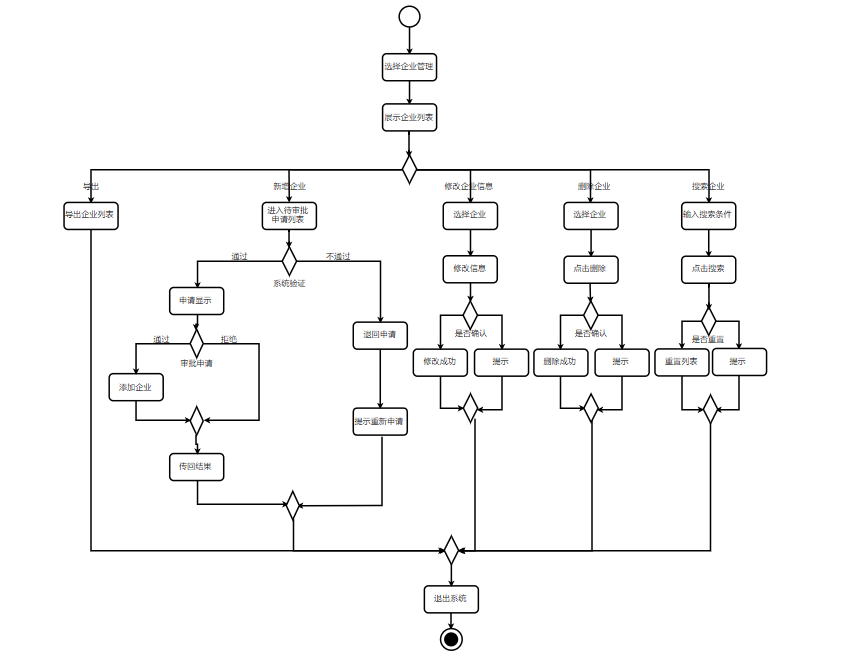 选择企业管理
展示企业列表
导出
新增企业
修改企业信息
删除企业
搜索企业
导出企业列表
进入待审批
申请列表
选择企业
选择企业
输入搜索条件
通过
不通过
系统验证
修改信息
点击删除
点击搜索
申请显示
通过
拒绝
审批申请
退回申请
是否确认
是否确认
是否重置
修改成功
提示
删除成功
提示
重置列表
提示
添加企业
提示重新申请
传回结果
退出系统